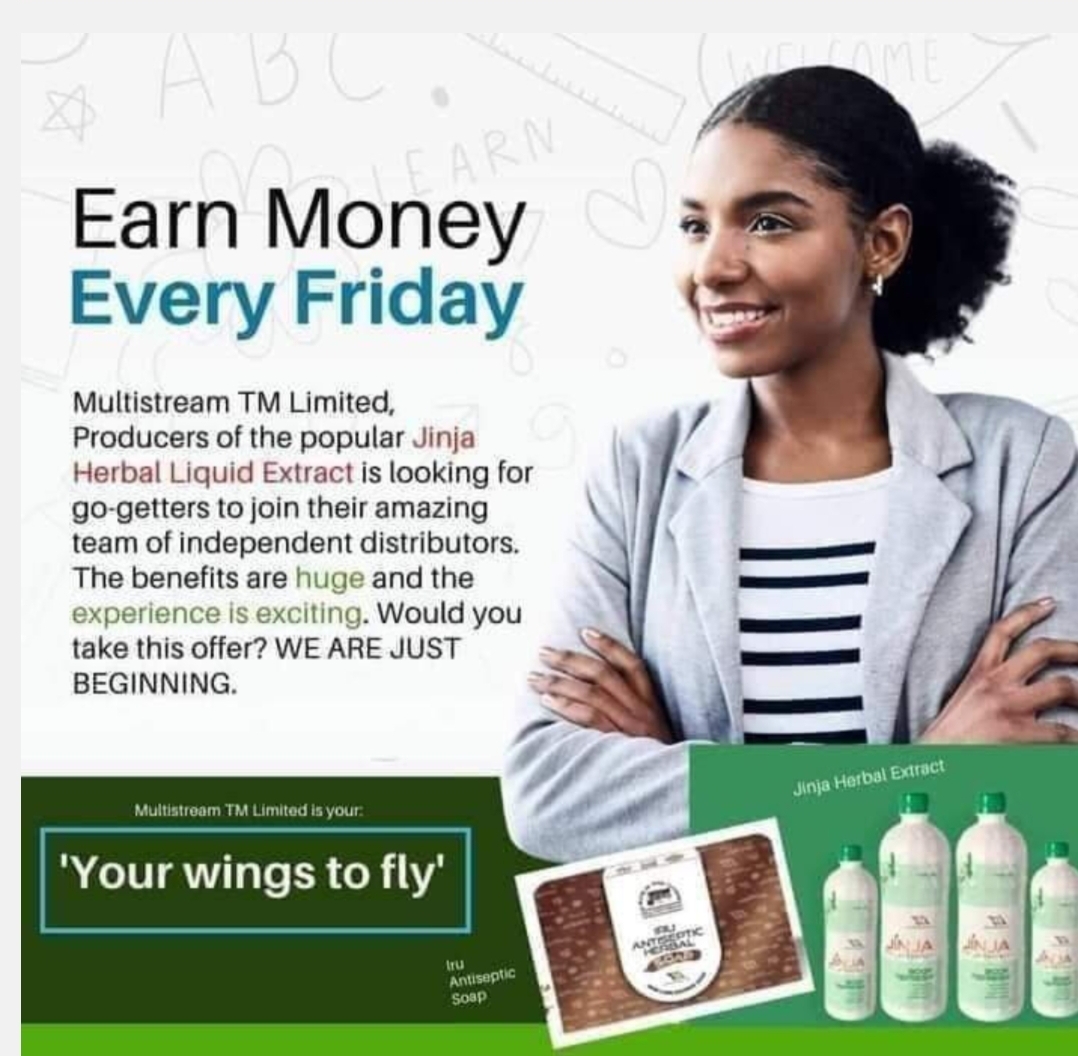 ABC.
WELCOME
LEARN
Earn Money
Every Friday
Multistream TM Limited,
Producers of the popular Jinja
Herbal Liquid Extract is looking for
go-getters to join their amazing
team of independent distributors.
The benefits are huge and the
experience is exciting. Would you
take this offer? WE ARE JUST
BEGINNING.
Multistream TM Limited is your:
'Your wings to fly'
Iru
Antiseptic
Soap
IRU
ANTISEPTIC
HERBAL
SOAP
Jinja Herbal Extract
JINJA
JINJA
JINJA
JINJA